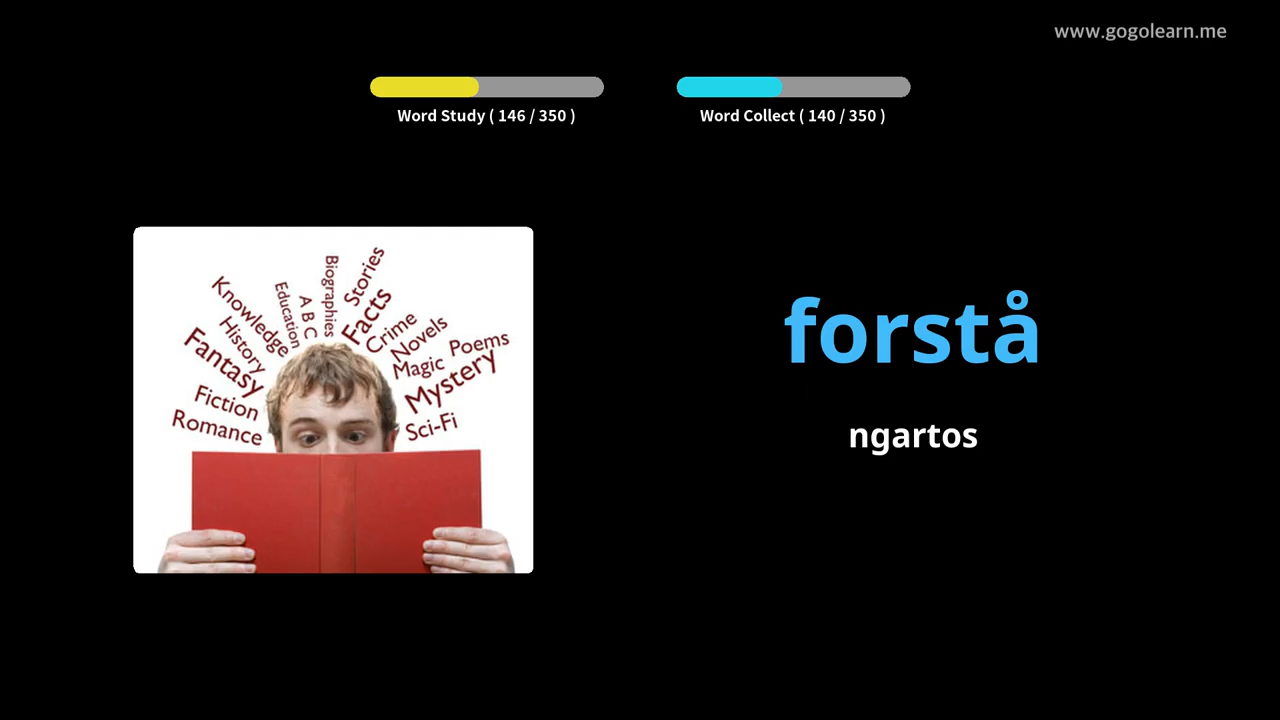 www.gogolearn.me
Word Study ( 146 / 350 )
Word Collect ( 140 / 350 )
Biographies
Stories
Knowledge
Education
A B C
Facts
History
Crime
Novels
Fantasy
Magic
Poems
Fiction
Mystery
Romance
Sci-Fi
forstå
ngartos